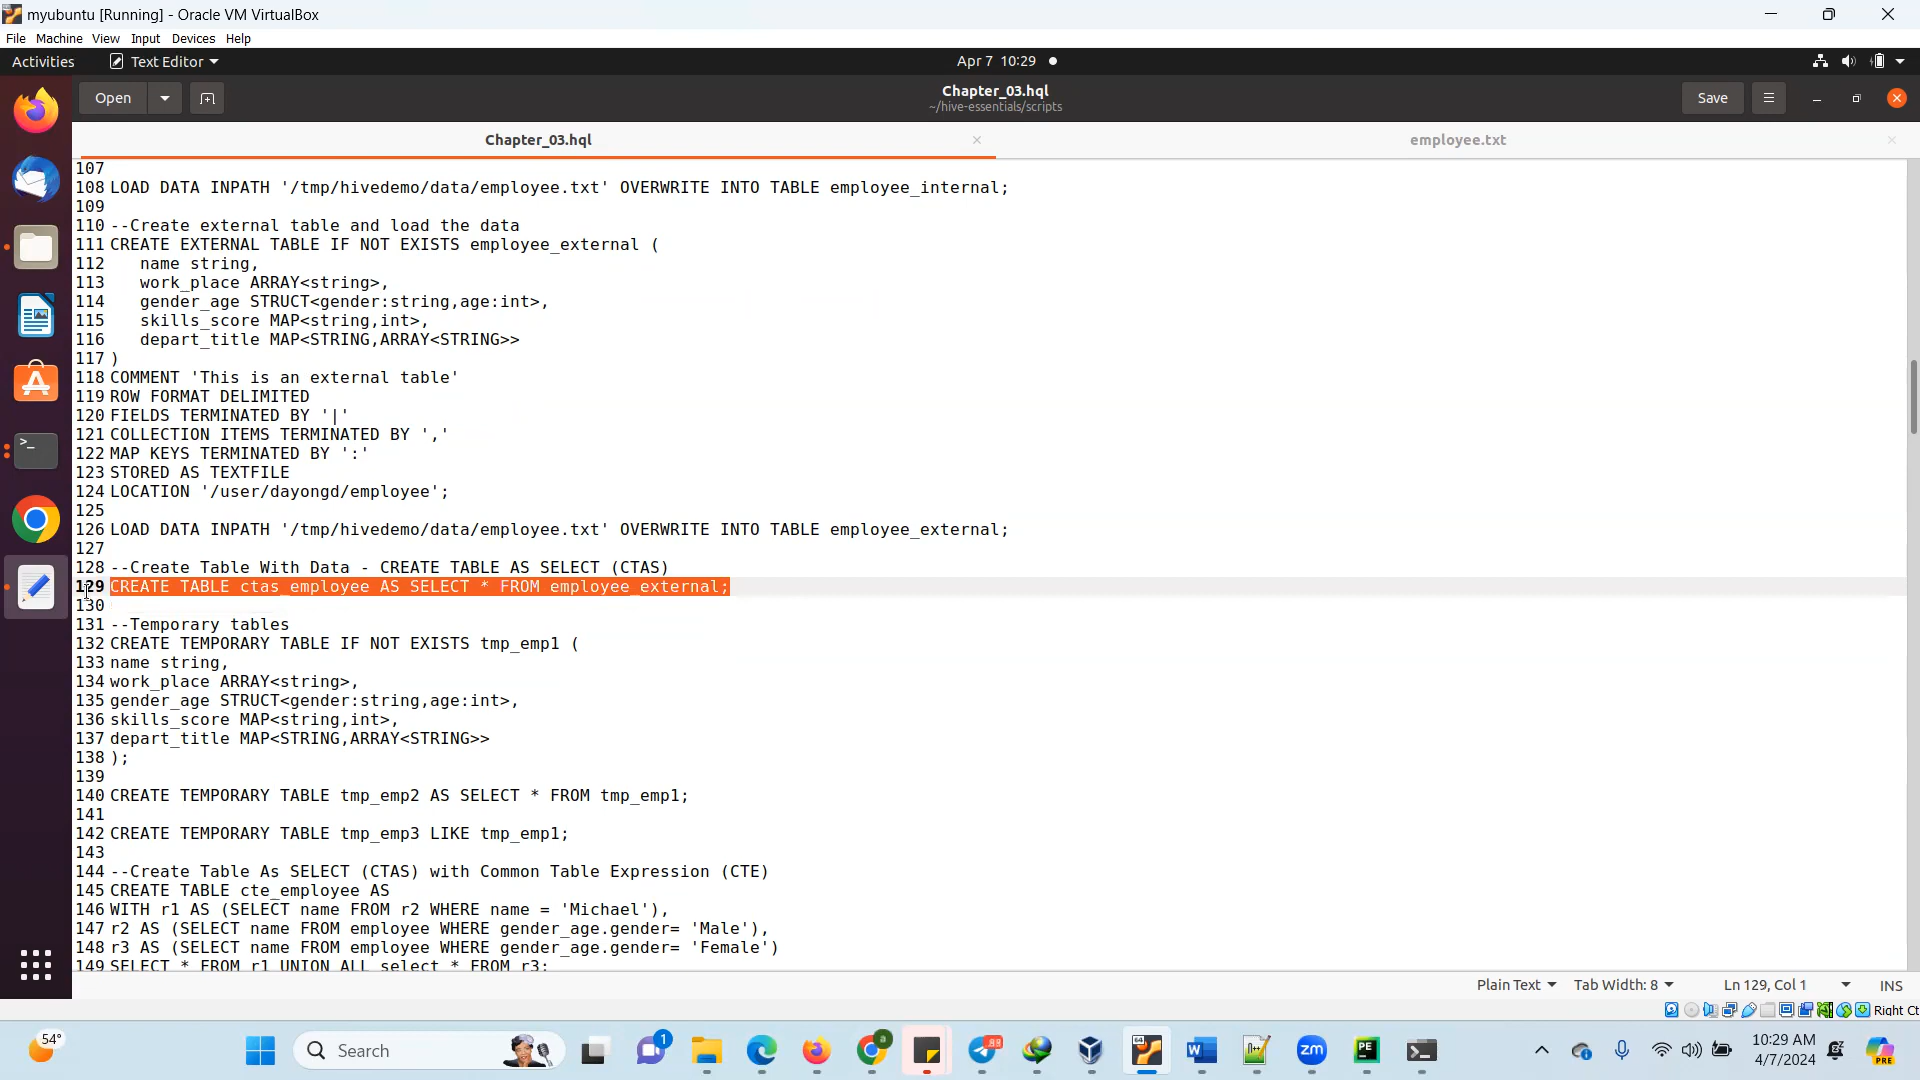 myubuntu [Running] - Oracle VM VirtualBox
File Machine View Input Devices Help
Activities Text Editor Apr 7 10:29
Open Chapter_03.hql Save
~/hive-essentials/scripts
Chapter_03.hql employee.txt
107
108 LOAD DATA INPATH '/tmp/hivedemo/data/employee.txt' OVERWRITE INTO TABLE employee_internal;
109
110 --Create external table and load the data
111 CREATE EXTERNAL TABLE IF NOT EXISTS employee_external (
112 name string,
113 work_place ARRAY<string>,
114 gender_age STRUCT<gender:string,age:int>,
115 skills_score MAP<string,int>,
116 depart_title MAP<STRING,ARRAY<STRING>>
117 )
118 COMMENT 'This is an external table'
119 ROW FORMAT DELIMITED
120 FIELDS TERMINATED BY '|'
121 COLLECTION ITEMS TERMINATED BY ','
122 MAP KEYS TERMINATED BY ':'
123 STORED AS TEXTFILE
124 LOCATION '/user/dayongd/employee';
125
126 LOAD DATA INPATH '/tmp/hivedemo/data/employee.txt' OVERWRITE INTO TABLE employee_external;
127
128 --Create Table With Data - CREATE TABLE AS SELECT (CTAS)
129 CREATE TABLE ctas_employee AS SELECT * FROM employee_external;
130
131 --Temporary tables
132 CREATE TEMPORARY TABLE IF NOT EXISTS tmp_emp1 (
133 name string,
134 work_place ARRAY<string>,
135 gender_age STRUCT<gender:string,age:int>,
136 skills_score MAP<string,int>,
137 depart_title MAP<STRING,ARRAY<STRING>>
138 );
139
140 CREATE TEMPORARY TABLE tmp_emp2 AS SELECT * FROM tmp_emp1;
141
142 CREATE TEMPORARY TABLE tmp_emp3 LIKE tmp_emp1;
143
144 --Create Table As SELECT (CTAS) with Common Table Expression (CTE)
145 CREATE TABLE cte_employee AS
146 WITH r1 AS (SELECT name FROM r2 WHERE name = 'Michael'),
147 r2 AS (SELECT name FROM employee WHERE gender_age.gender= 'Male'),
148 r3 AS (SELECT name FROM employee WHERE gender_age.gender= 'Female')
149 SELECT * FROM r1 UNION ALL select * FROM r3;
Plain Text Tab Width: 8 Ln 129, Col 1 INS
Right Ct
54° Search 1 10:29 AM
4/7/2024